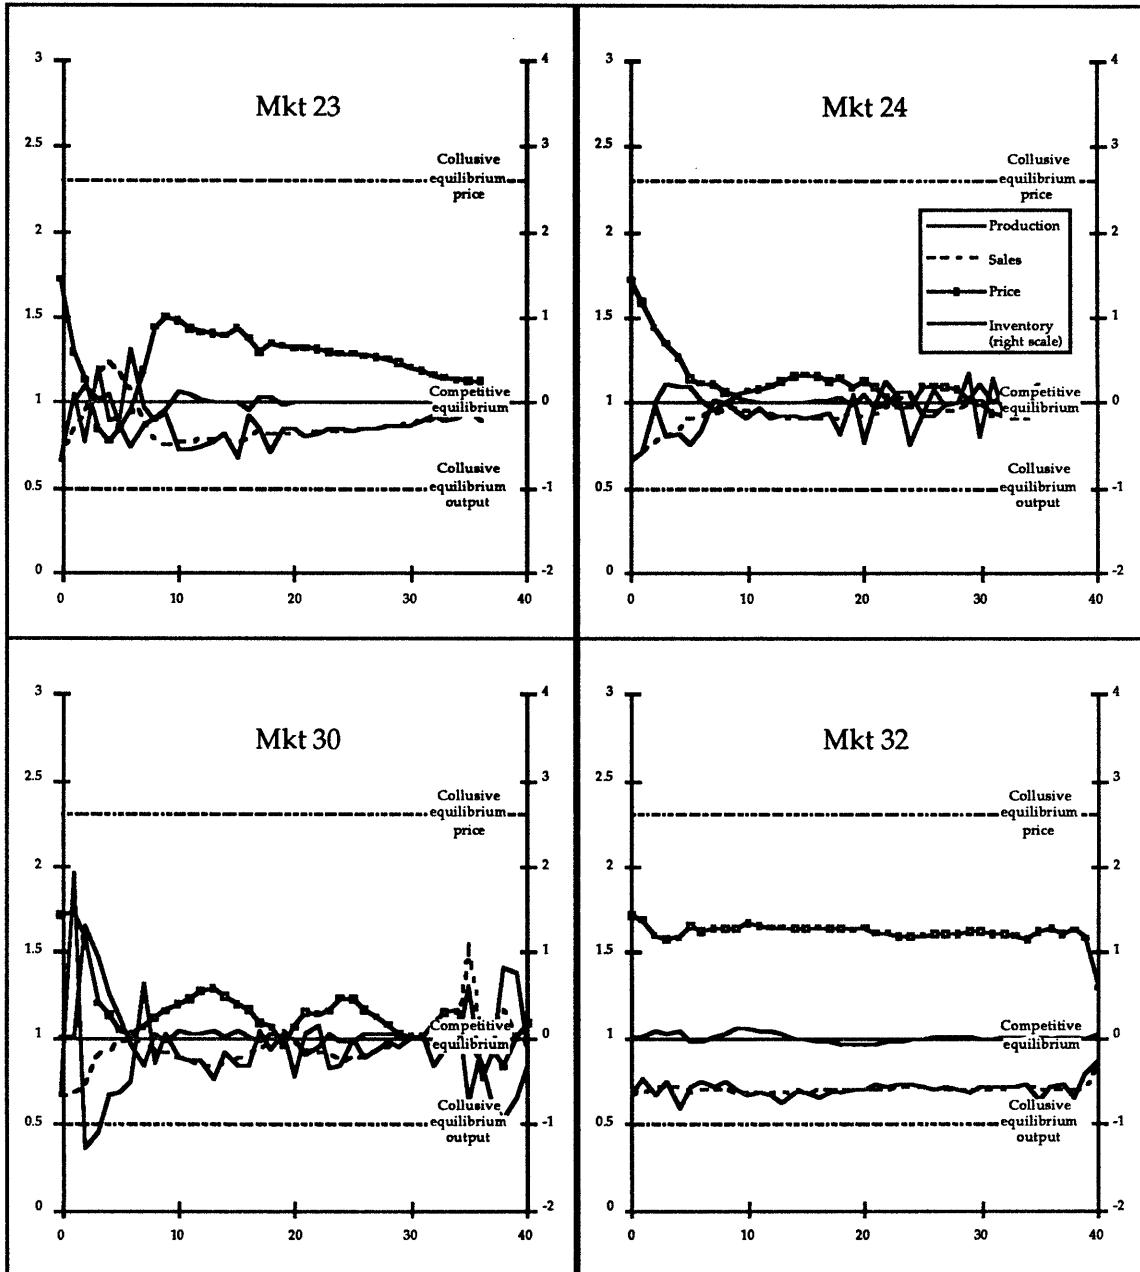 Mkt 23
3
2.5
2
1.5
1
0.5
0
4
3
2
1
0
-1
-2
Collusive
equilibrium
price
Competitive
equilibrium
Collusive
equilibrium
output
0
10
20
30
40
Mkt 24
3
2.5
2
1.5
1
0.5
0
4
3
2
1
0
-1
-2
Collusive
equilibrium
price
Production
Sales
Price
Inventory
(right scale)
Competitive
equilibrium
Collusive
equilibrium
output
0
10
20
30
40
Mkt 30
3
2.5
2
1.5
1
0.5
0
4
3
2
1
0
-1
-2
Collusive
equilibrium
price
Competitive
equilibrium
Collusive
equilibrium
output
0
10
20
30
40
Mkt 32
3
2.5
2
1.5
1
0.5
0
4
3
2
1
0
-1
-2
Collusive
equilibrium
price
Competitive
equilibrium
Collusive
equilibrium
output
0
10
20
30
40